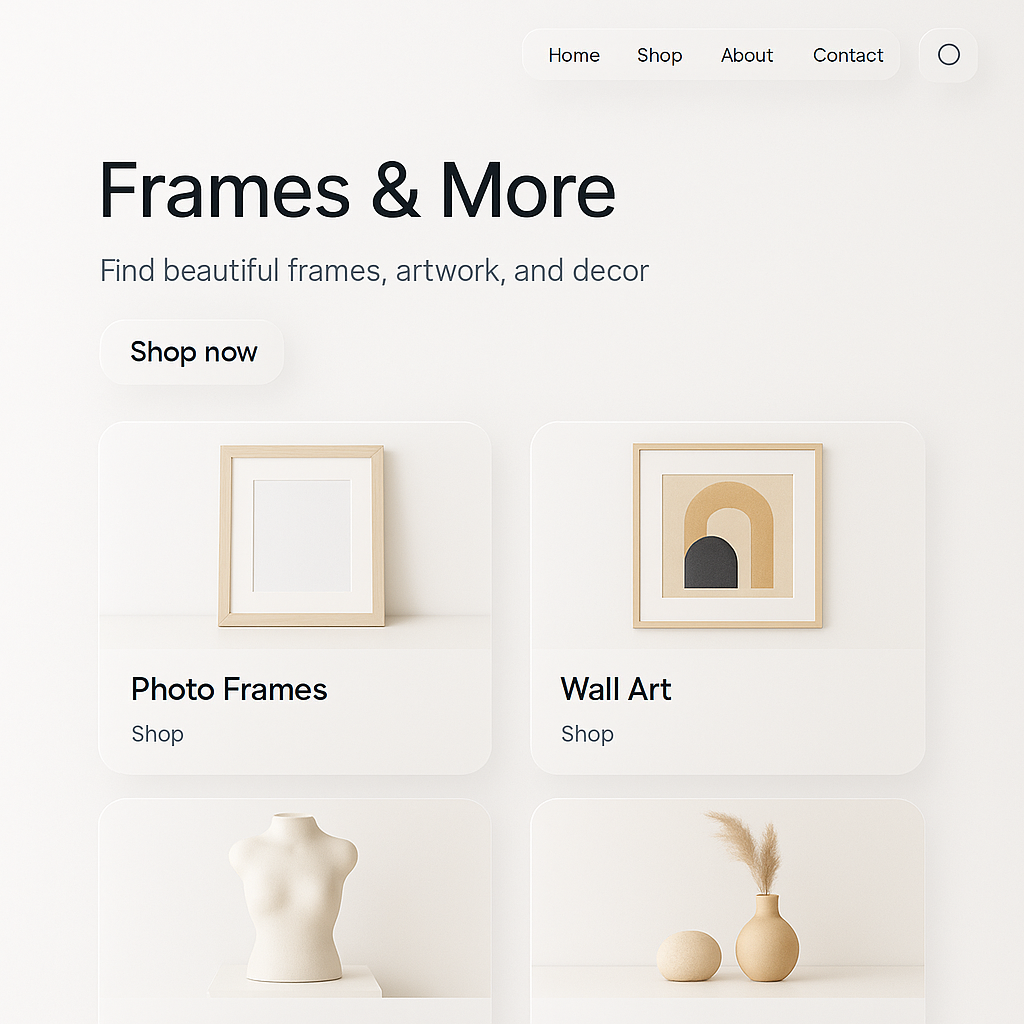 Home Shop About Contact
Frames & More
Find beautiful frames, artwork, and decor
Shop now
Photo Frames
Shop
Wall Art
Shop